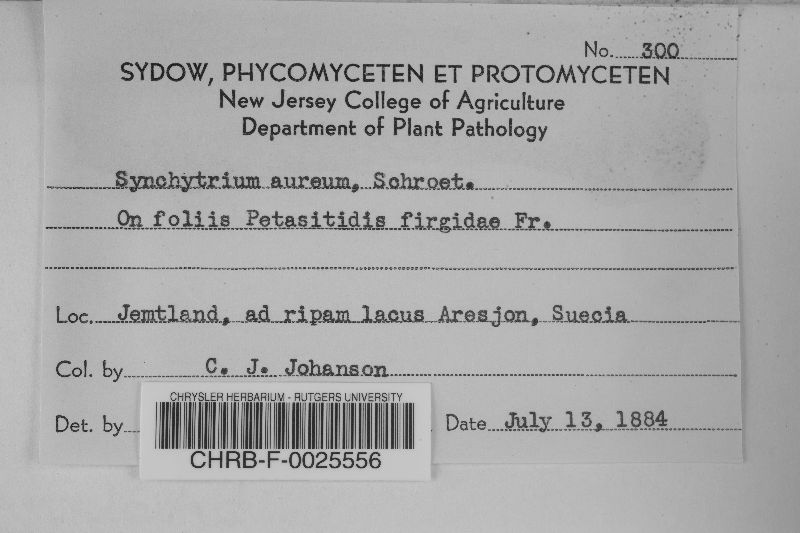 No. 300
SYDOW, PHYCOMYCETEN ET PROTOMYCETEN
New Jersey College of Agriculture
Department of Plant Pathology
Synchytrium aureum, Schroet.
On foliis Petasitidis firgidae Fr.
Loc. Jemtland, ad ripam lacus Aresjon, Suecia
Col. by C. J. Johanson
Det. by
Date July 13, 1884
CHRYSLER HERBARIUM - RUTGERS UNIVERSITY
CHRB-F-0025556